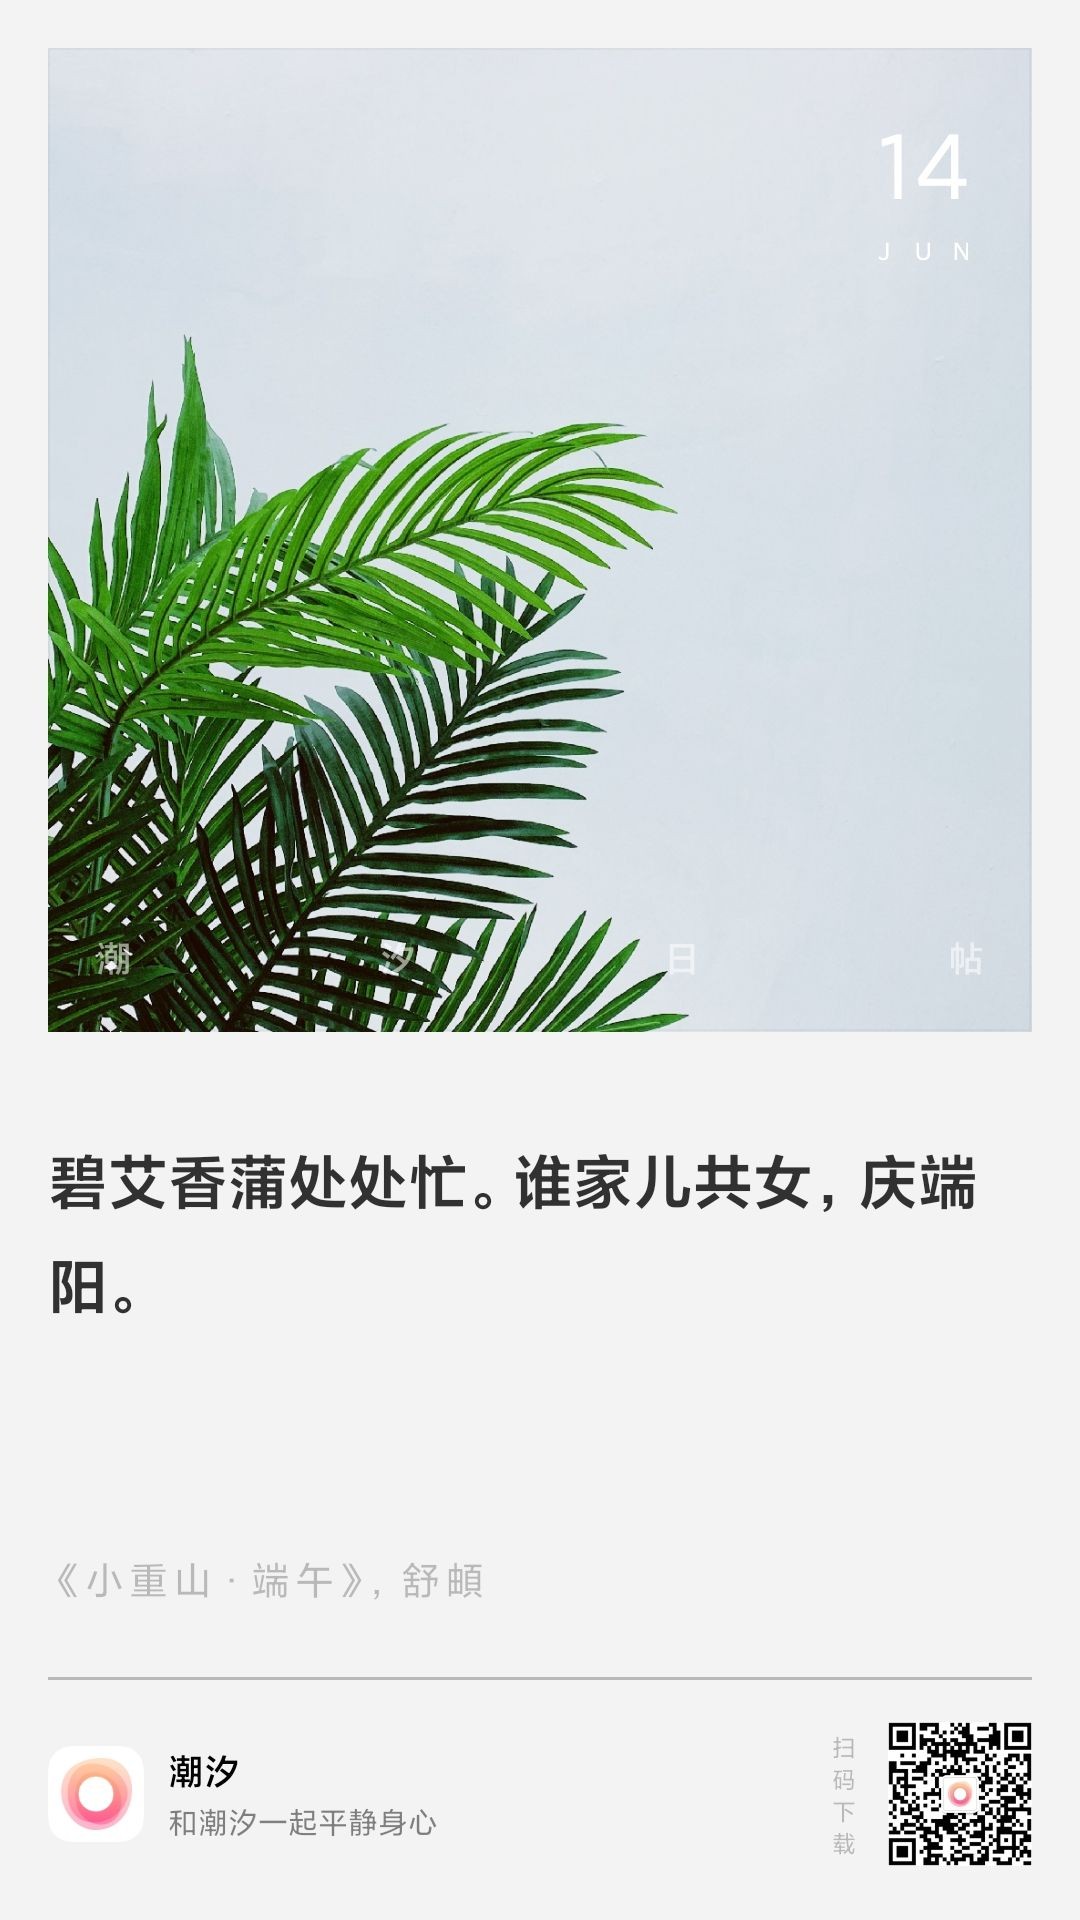 14
JUN
潮汐日帖
碧艾香蒲处处忙。谁家儿共女，庆端
阳。
《小重山·端午》，舒頔
潮汐
和潮汐一起平静身心
扫码下载